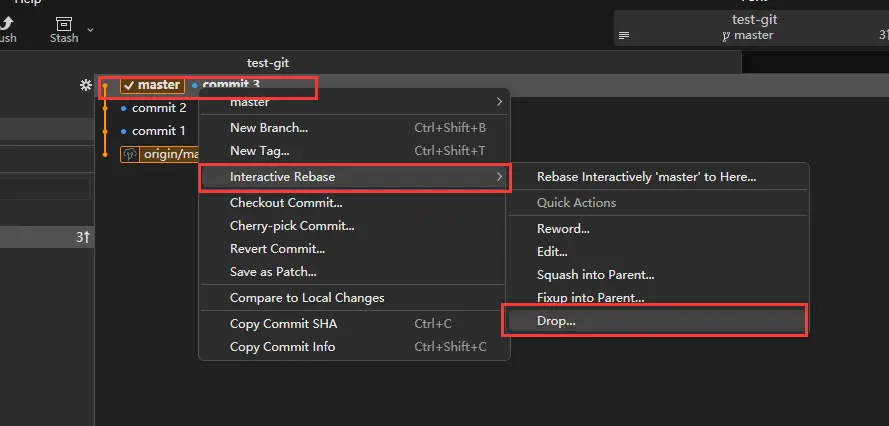 Help
Stash
test-git
master
3↑
test-git
master commit 3
commit 2
commit 1
3↑
master
New Branch... Ctrl+Shift+B
New Tag... Ctrl+Shift+T
Interactive Rebase
Checkout Commit...
Cherry-pick Commit...
Revert Commit...
Save as Patch...
Compare to Local Changes
Copy Commit SHA Ctrl+C
Copy Commit Info Ctrl+Shift+C
Rebase Interactively 'master' to Here...
Quick Actions
Reword...
Edit...
Squash into Parent...
Fixup into Parent...
Drop...